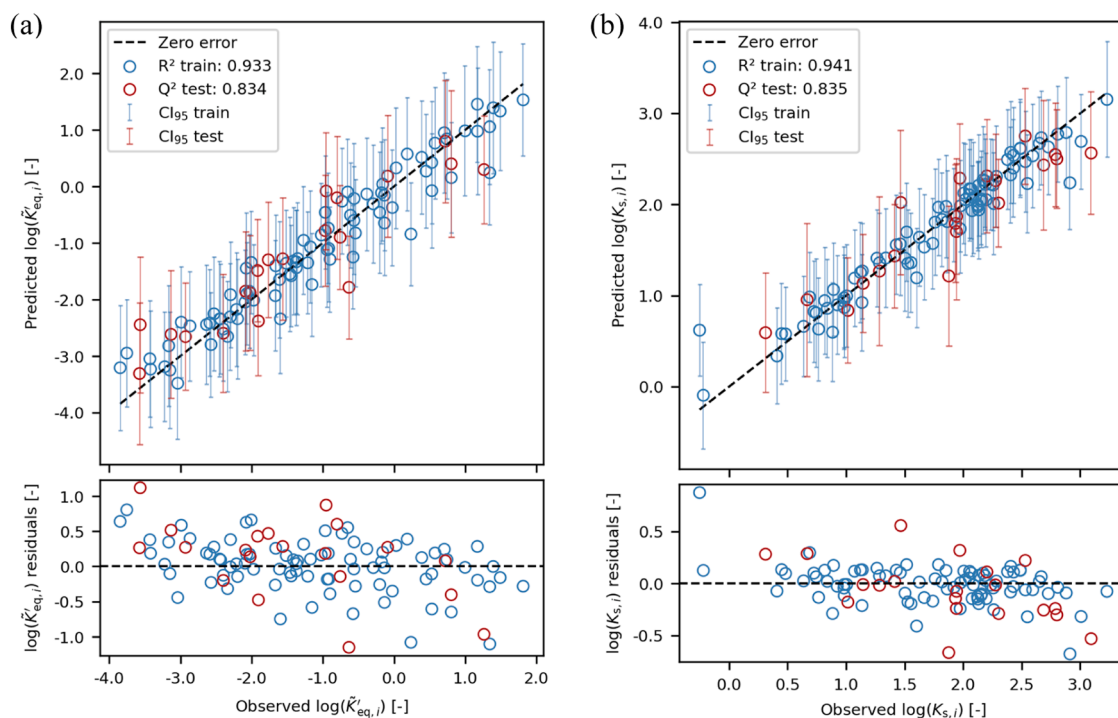 (a)
Zero error
R² train: 0.933
Q² test: 0.834
CI₉₅ train
CI₉₅ test
2.0
1.0
0.0
-1.0
-2.0
-3.0
-4.0
Predicted log(K̃′eq,i) [-]
1.0
0.5
0.0
-0.5
-1.0
log(K̃′eq,i) residuals [-]
-4.0 -3.0 -2.0 -1.0 0.0 1.0 2.0
Observed log(K̃′eq,i) [-]
(b)
Zero error
R² train: 0.941
Q² test: 0.835
CI₉₅ train
CI₉₅ test
4.0
3.0
2.0
1.0
0.0
Predicted log(Ks,i) [-]
0.5
0.0
-0.5
log(Ks,i) residuals [-]
0.0 0.5 1.0 1.5 2.0 2.5 3.0
Observed log(Ks,i) [-]